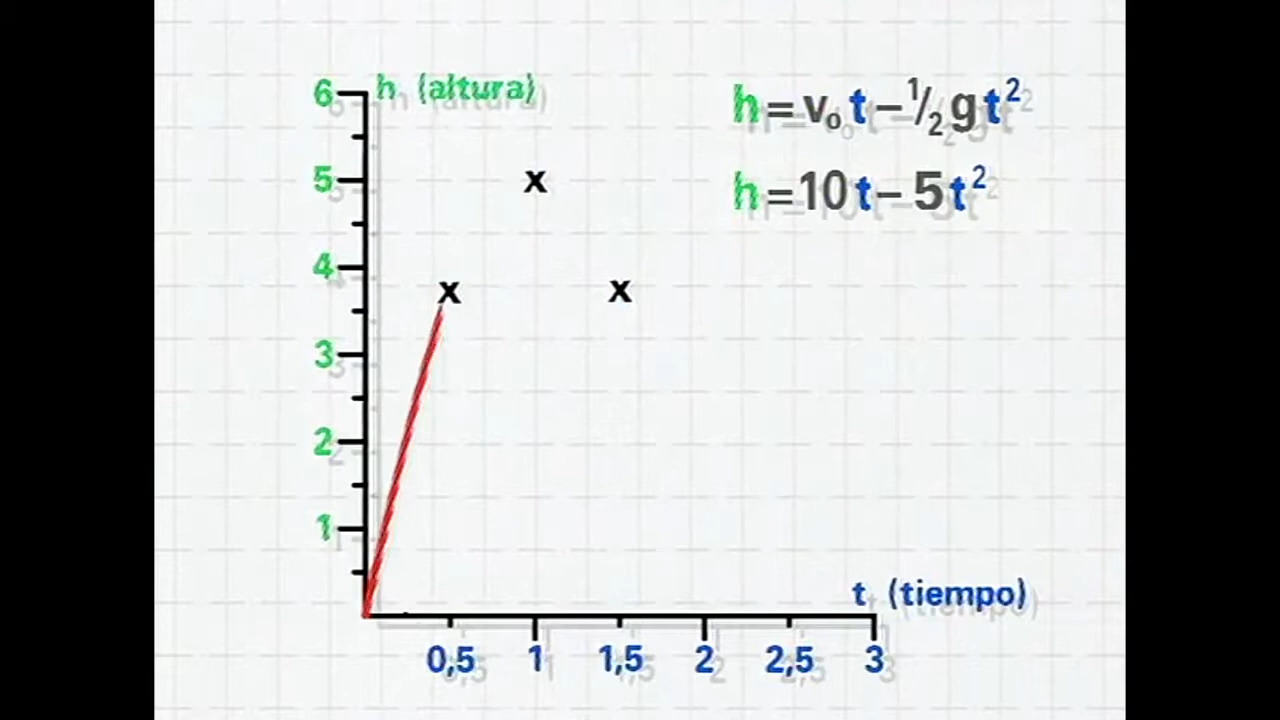 h (altura)
h = v₀t – ½gt²
h = 10t – 5t²
6
5
x
4
x
x
3
2
1
t (tiempo)
0,5
1
1,5
2
2,5
3